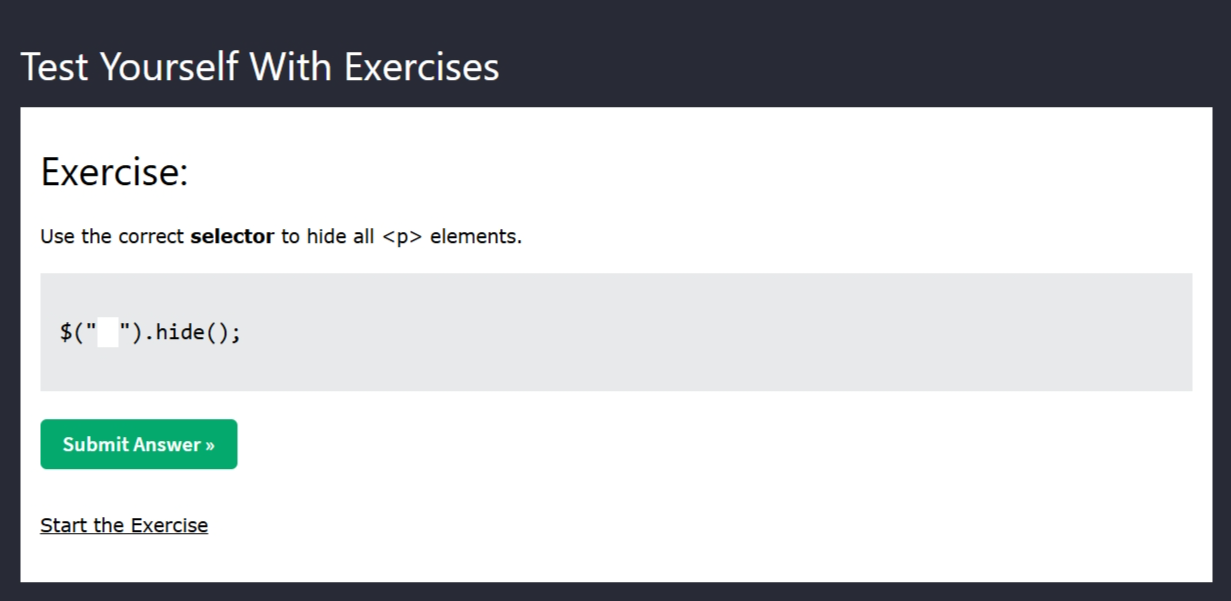 Test Yourself With Exercises
Exercise:
Use the correct selector to hide all <p> elements.
$(" ").hide();
Submit Answer »
Start the Exercise